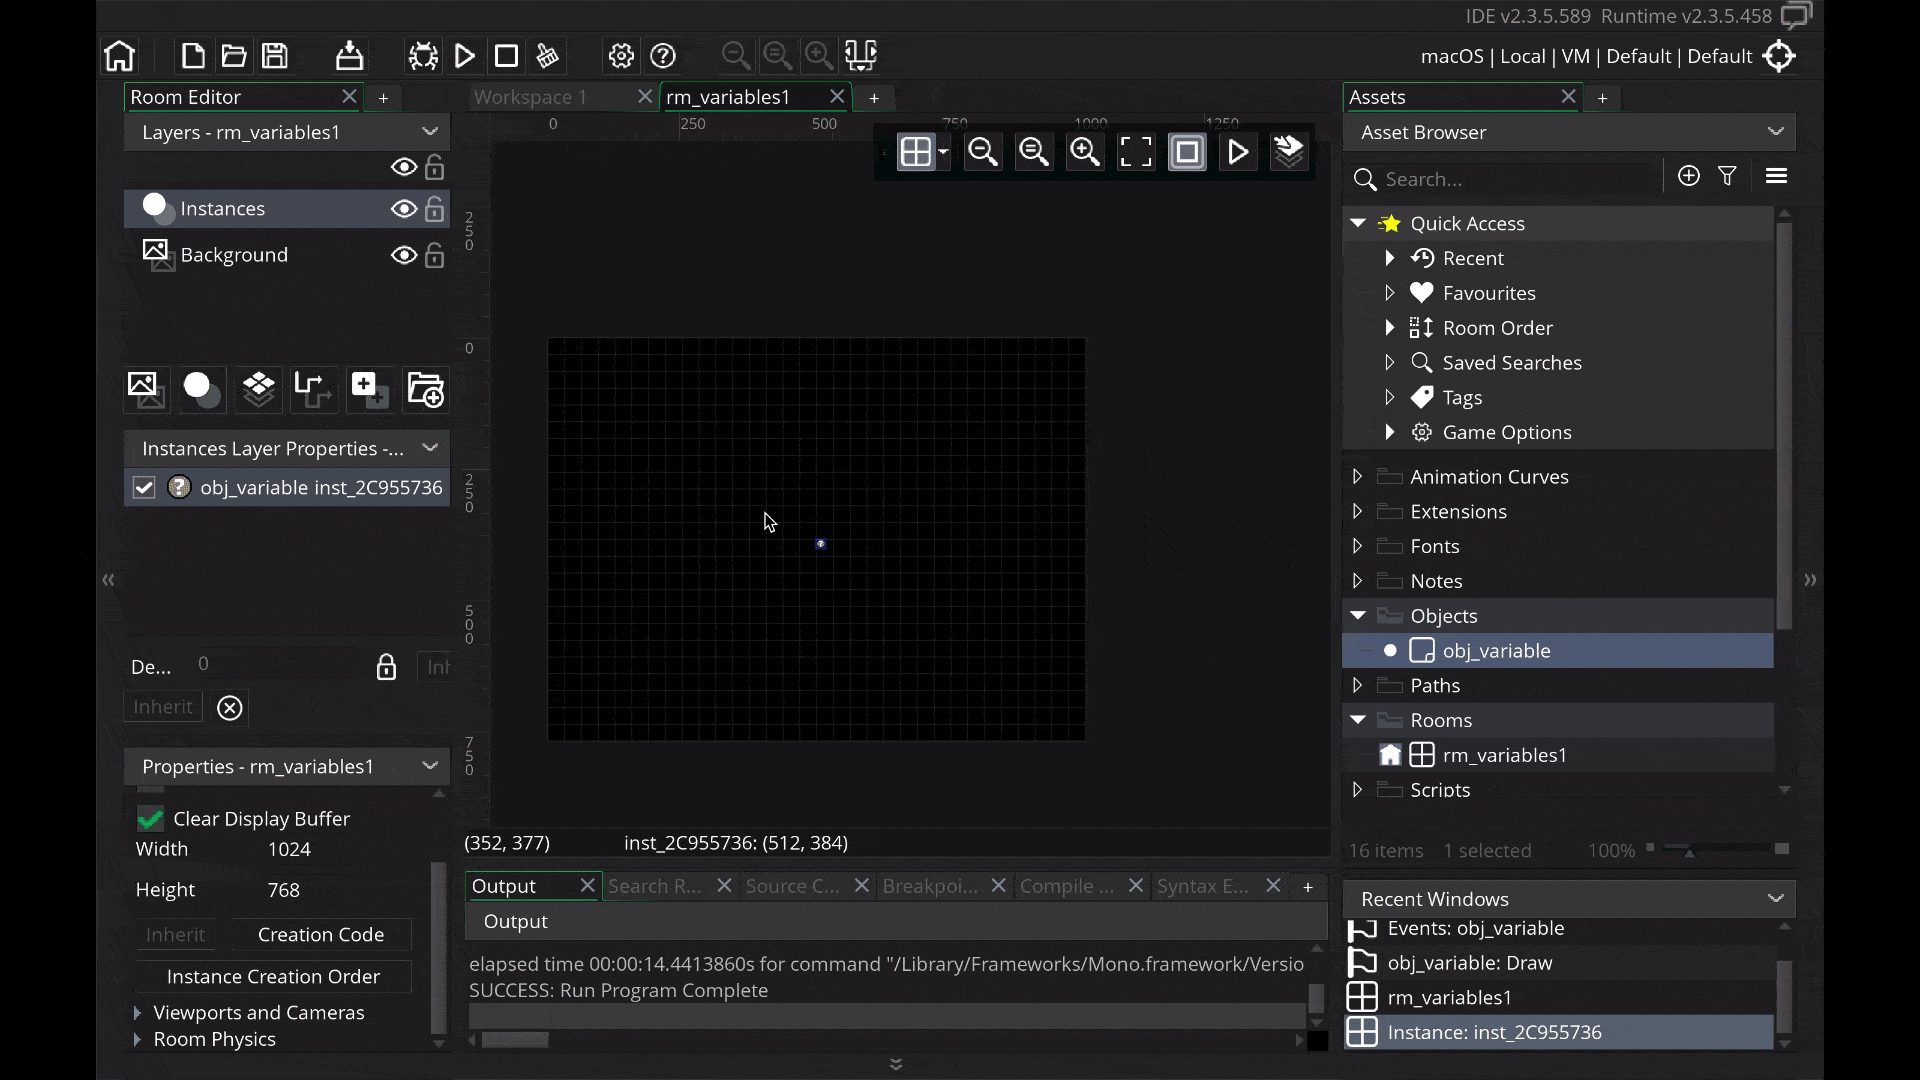 IDE v2.3.5.589 Runtime v2.3.5.458
macOS | Local | VM | Default | Default
Room Editor
+
Workspace 1
rm_variables1
+
Assets
+
Layers - rm_variables1
Instances
Background
Instances Layer Properties -...
obj_variable inst_2C955736
De... 0
Inh
Inherit
Properties - rm_variables1
Clear Display Buffer
Width 1024
Height 768
Inherit
Creation Code
Instance Creation Order
Viewports and Cameras
Room Physics
0 250 500 750 1000 1250
250
0
250
500
750
(352, 377) inst_2C955736: (512, 384)
Output
Search R...
Source C...
Breakpoi...
Compile ...
Syntax E...
+
Output
elapsed time 00:00:14.4413860s for command "/Library/Frameworks/Mono.framework/Versio
SUCCESS: Run Program Complete
Asset Browser
Search...
Quick Access
Recent
Favourites
Room Order
Saved Searches
Tags
Game Options
Animation Curves
Extensions
Fonts
Notes
Objects
obj_variable
Paths
Rooms
rm_variables1
Scripts
16 items 1 selected 100%
Recent Windows
Events: obj_variable
obj_variable: Draw
rm_variables1
Instance: inst_2C955736